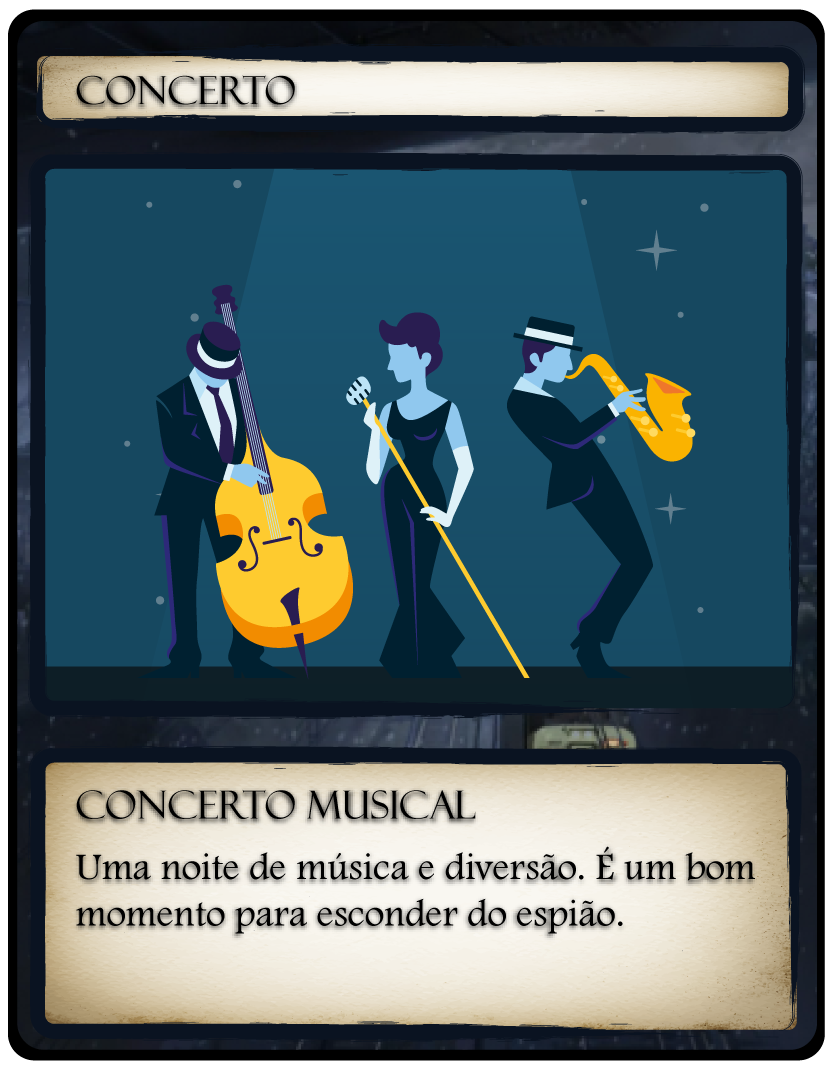 CONCERTO
CONCERTO MUSICAL
Uma noite de música e diversão. É um bom
momento para esconder do espião.